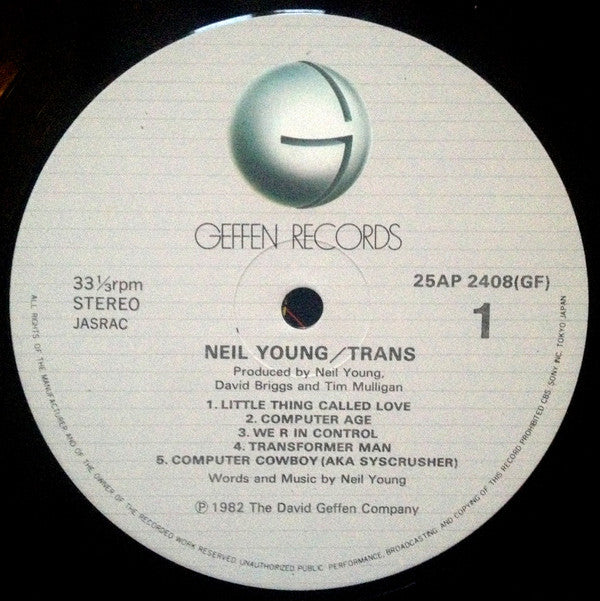 G
GEFFEN RECORDS
33⅓rpm
STEREO
JASRAC
25AP 2408(GF)
1
NEIL YOUNG/TRANS
Produced by Neil Young,
David Briggs and Tim Mulligan
1. LITTLE THING CALLED LOVE
2. COMPUTER AGE
3. WE R IN CONTROL
4. TRANSFORMER MAN
5. COMPUTER COWBOY (AKA SYSCRUSHER)
Words and Music by Neil Young
℗ 1982 The David Geffen Company
ALL RIGHTS OF THE MANUFACTURER AND OF THE OWNER OF THE RECORDED WORK RESERVED. UNAUTHORIZED PUBLIC PERFORMANCE, BROADCASTING AND COPYING OF THIS RECORD PROHIBITED CBS/SONY INC. TOKYO JAPAN